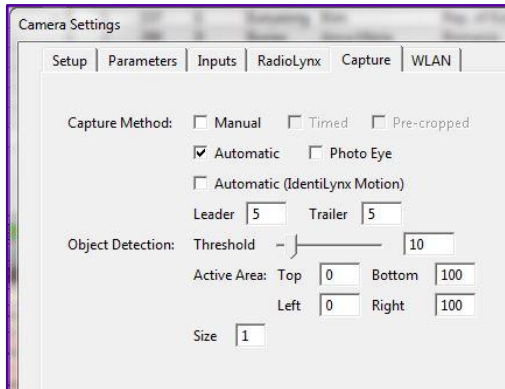 Camera Settings
Setup Parameters Inputs RadioLynx Capture WLAN
Capture Method: Manual Timed Pre-cropped
Automatic Photo Eye
Automatic (IdentiLynx Motion)
Leader 5 Trailer 5
Object Detection: Threshold 10
Active Area: Top 0 Bottom 100
Left 0 Right 100
Size 1